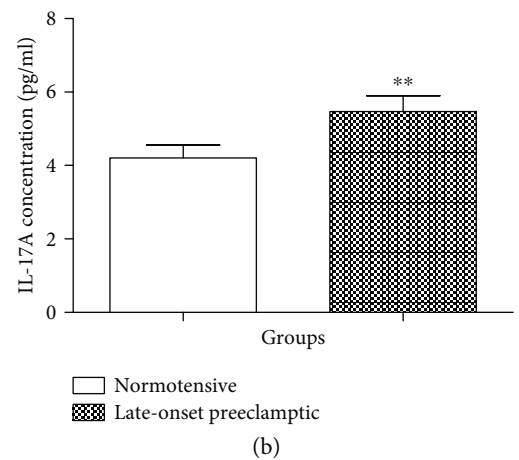 8
**
6
4
2
0
IL-17A concentration (pg/ml)
Groups
Normotensive
Late-onset preeclamptic
(b)